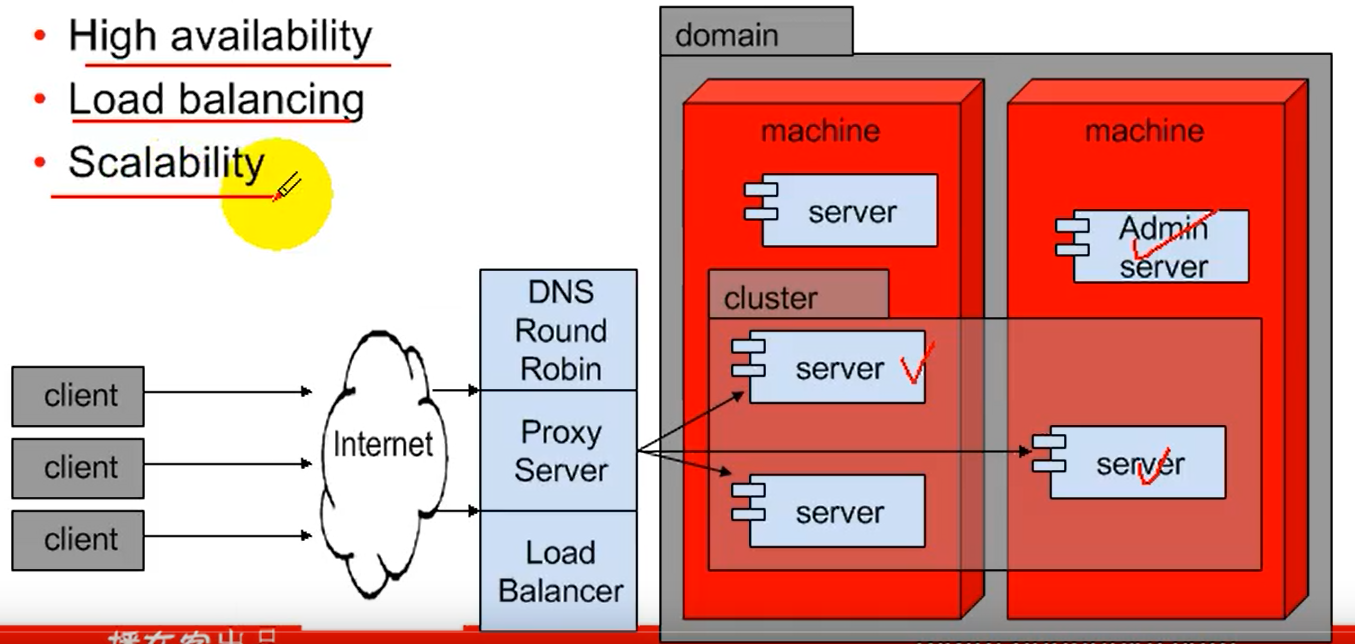 High availability
Load balancing
Scalability
domain
machine
machine
server
Admin
server
cluster
server
server
server
DNS
Round
Robin
Proxy
Server
Load
Balancer
Internet
client
client
client